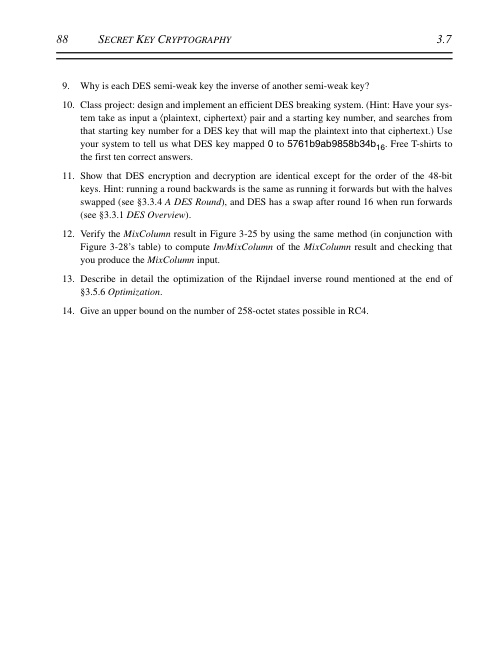 88 SECRET KEY CRYPTOGRAPHY 3.7
9. Why is each DES semi-weak key the inverse of another semi-weak key?
10. Class project: design and implement an efficient DES breaking system. (Hint: Have your sys-
tem take as input a ⟨plaintext, ciphertext⟩ pair and a starting key number, and searches from
that starting key number for a DES key that will map the plaintext into that ciphertext.) Use
your system to tell us what DES key mapped 0 to 5761b9ab9858b34b₁₆. Free T-shirts to
the first ten correct answers.
11. Show that DES encryption and decryption are identical except for the order of the 48-bit
keys. Hint: running a round backwards is the same as running it forwards but with the halves
swapped (see §3.3.4 A DES Round), and DES has a swap after round 16 when run forwards
(see §3.3.1 DES Overview).
12. Verify the MixColumn result in Figure 3-25 by using the same method (in conjunction with
Figure 3-28's table) to compute InvMixColumn of the MixColumn result and checking that
you produce the MixColumn input.
13. Describe in detail the optimization of the Rijndael inverse round mentioned at the end of
§3.5.6 Optimization.
14. Give an upper bound on the number of 258-octet states possible in RC4.